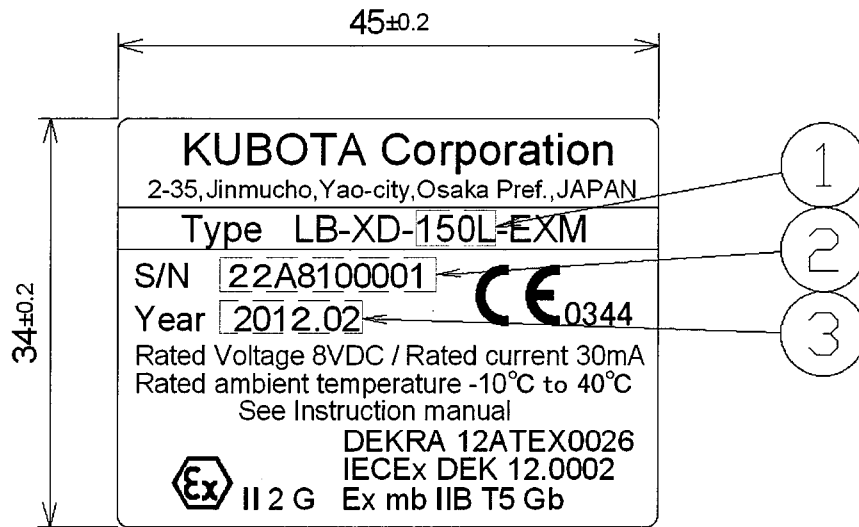 45±0.2
34±0.2
KUBOTA Corporation
2-35,Jinmucho,Yao-city,Osaka Pref.,JAPAN
Type LB-XD-150L-EXM
1
S/N 22A8100001
2
Year 2012.02
CE 0344
3
Rated Voltage 8VDC / Rated current 30mA
Rated ambient temperature -10°C to 40°C
See Instruction manual
DEKRA 12ATEX0026
IECEx DEK 12.0002
Ex II 2 G Ex mb IIB T5 Gb